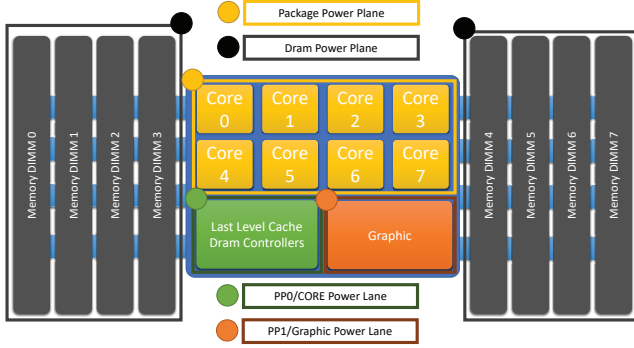 Package Power Plane
Dram Power Plane
Memory DIMM 0
Memory DIMM 1
Memory DIMM 2
Memory DIMM 3
Core
0
Core
1
Core
2
Core
3
Core
4
Core
5
Core
6
Core
7
Last Level Cache
Dram Controllers
Graphic
Memory DIMM 4
Memory DIMM 5
Memory DIMM 6
Memory DIMM 7
PP0/CORE Power Lane
PP1/Graphic Power Lane